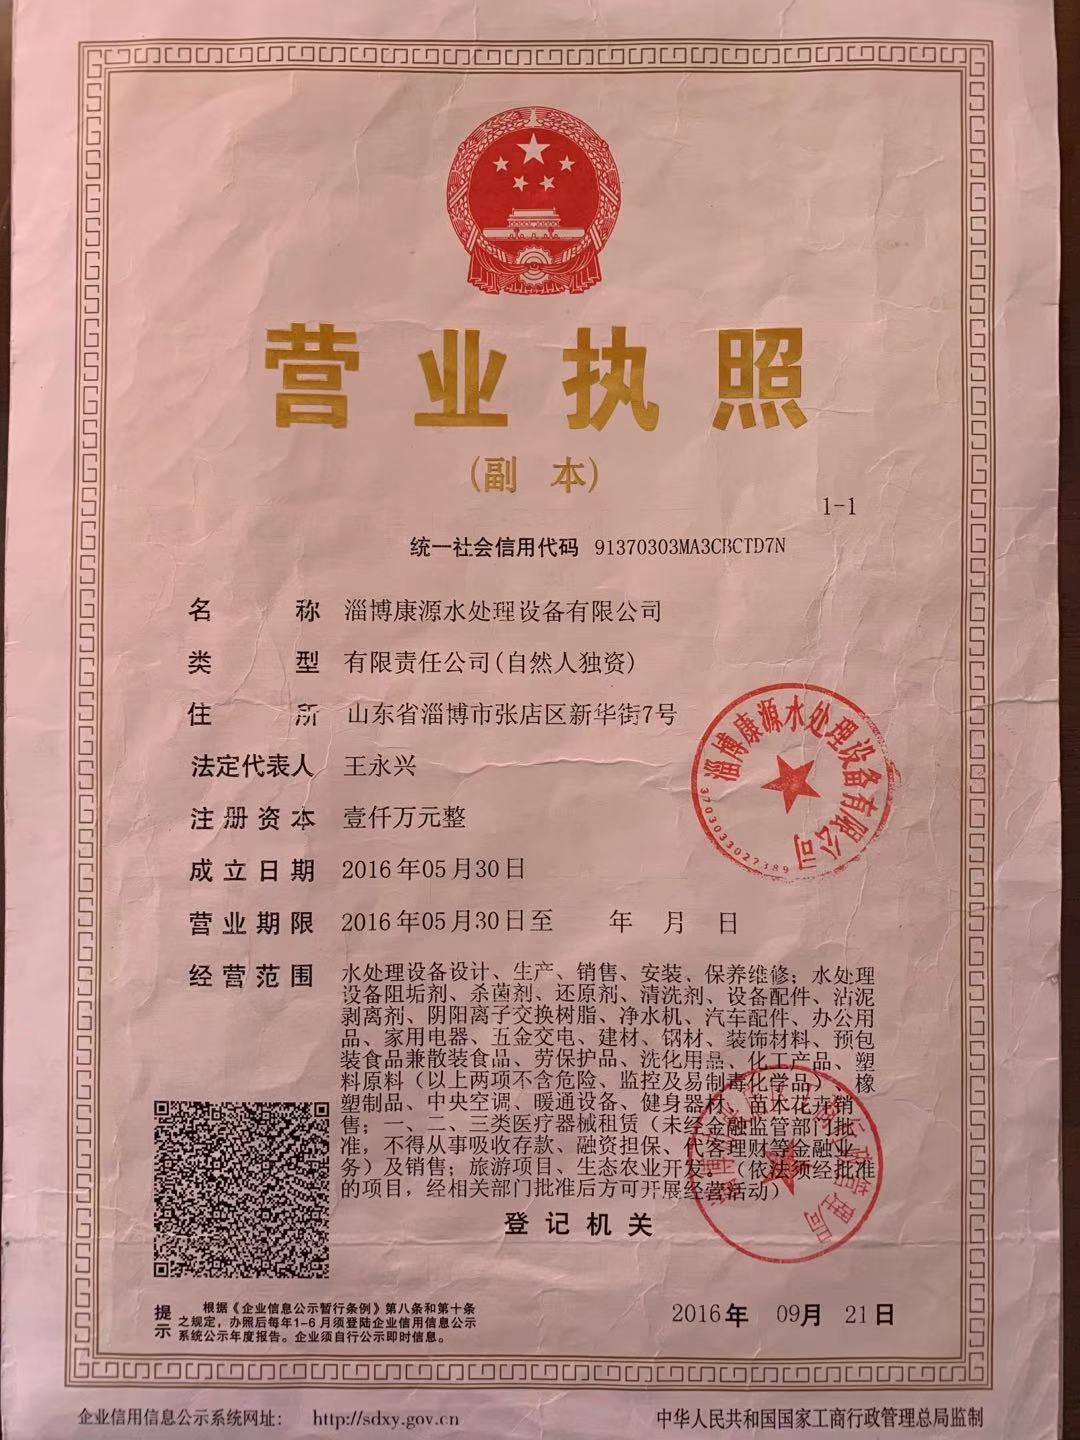 营业执照
(副 本)
1-1
统一社会信用代码 91370303MA3CBCTD7N
名 称 淄博康源水处理设备有限公司
类 型 有限责任公司(自然人独资)
住 所 山东省淄博市张店区新华街7号
法定代表人 王永兴
注册资本 壹仟万元整
成立日期 2016年05月30日
营业期限 2016年05月30日至 年 月 日
经营范围 水处理设备设计、生产、销售、安装、保养维修；水处理
设备阻垢剂、杀菌剂、还原剂、清洗剂、设备配件、沾泥
剥离剂、阴阳离子交换树脂、净水机、汽车配件、办公用
品、家用电器、五金交电、建材、钢材、装饰材料、预包
装食品兼散装食品、劳保护品、洗化用品、化工产品、塑
料原料（以上两项不含危险、监控及易制毒化学品）、橡
塑制品、中央空调、暖通设备、健身器材、苗木花卉销
售；一、二、三类医疗器械租赁（未经金融监管部门批
准，不得从事吸收存款、融资担保、代客理财等金融业
务）及销售；旅游项目、生态农业开发。（依法须经批准
的项目，经相关部门批准后方可开展经营活动）
淄博康源水处理设备有限公司
3703033027389
登记机关
2016年 09月 21日
提示 根据《企业信息公示暂行条例》第八条和第十条
之规定，办照后每年1-6月须登陆企业信用信息公示
系统公示年度报告。企业须自行公示即时信息。
企业信用信息公示系统网址： http://sdxy.gov.cn
中华人民共和国国家工商行政管理总局监制